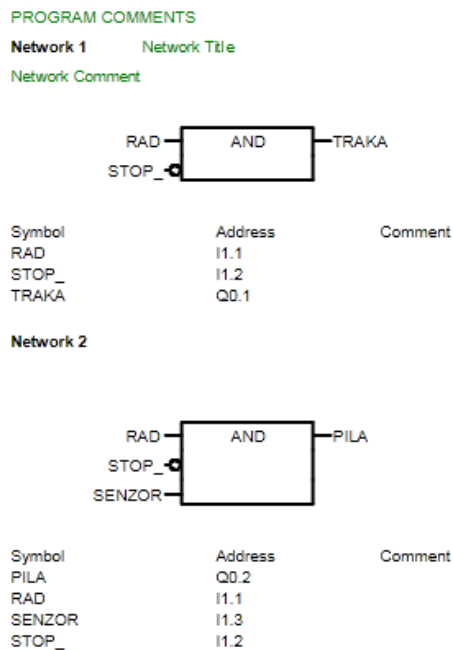 PROGRAM COMMENTS
Network 1 Network Title
Network Comment
RAD AND TRAKA
STOP_
Symbol Address Comment
RAD I1.1
STOP_ I1.2
TRAKA Q0.1
Network 2
RAD AND PILA
STOP_
SENZOR
Symbol Address Comment
PILA Q0.2
RAD I1.1
SENZOR I1.3
STOP_ I1.2